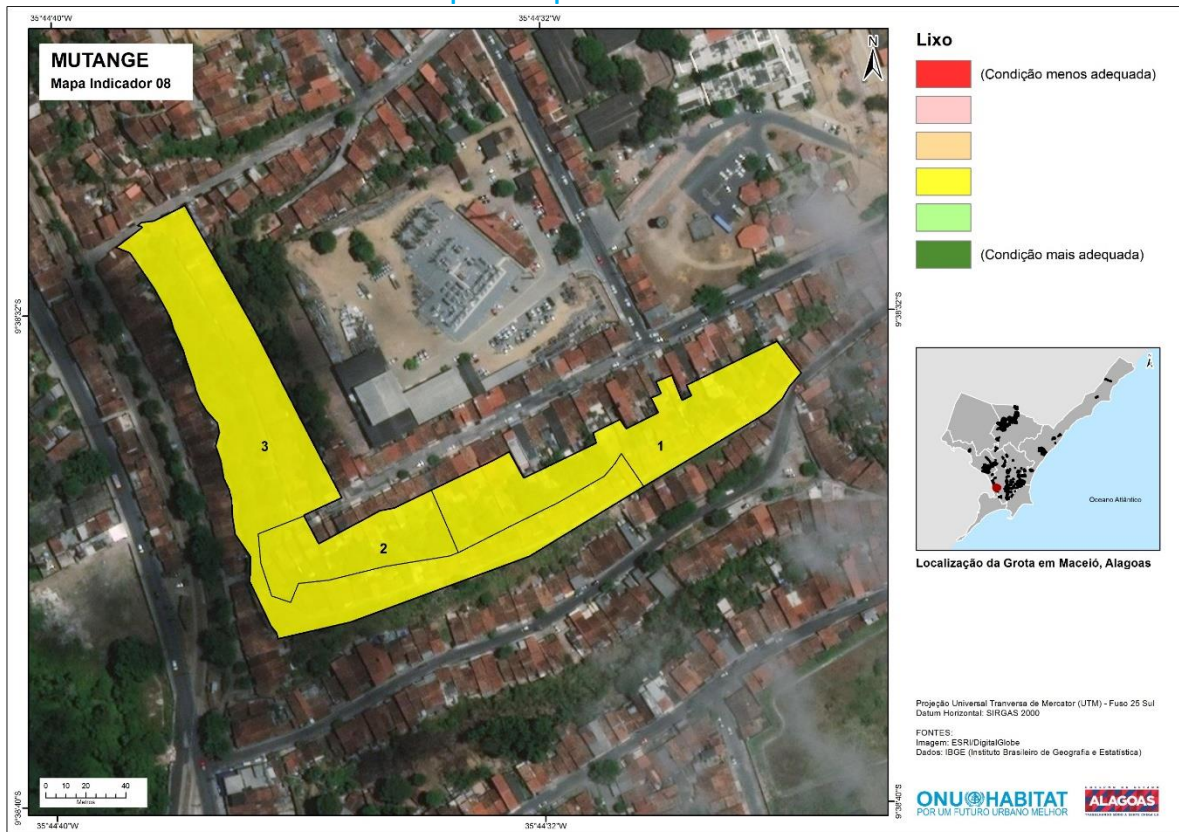 35°44'40"W
35°44'32"W
MUTANGE
Mapa Indicador 08
9°38'32"S
9°38'40"S
3
2
1
0 10 20 40
Metros
35°44'40"W
35°44'32"W
9°38'32"S
9°38'40"S
Lixo
N
(Condição menos adequada)
(Condição mais adequada)
Oceano Atlântico
Localização da Grota em Maceió, Alagoas
Projeção Universal Tranversa de Mercator (UTM) - Fuso 25 Sul
Datum Horizontal: SIRGAS 2000
FONTES:
Imagem: ESRI/DigitalGlobe
Dados: IBGE (Instituto Brasileiro de Geografia e Estatística)
ONU HABITAT
POR UM FUTURO URBANO MELHOR
ALAGOAS